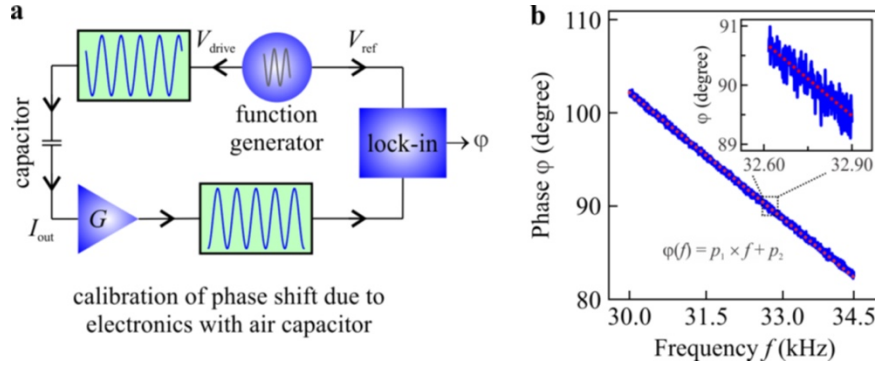 a
V_drive
V_ref
function
generator
lock-in
φ
capacitor
I_out
G
calibration of phase shift due to
electronics with air capacitor
b
110
100
90
80
Phase φ (degree)
30.0 31.5 33.0 34.5
Frequency f (kHz)
φ(f) = p₁ × f + p₂
91
90
89
φ (degree)
32.60 32.90